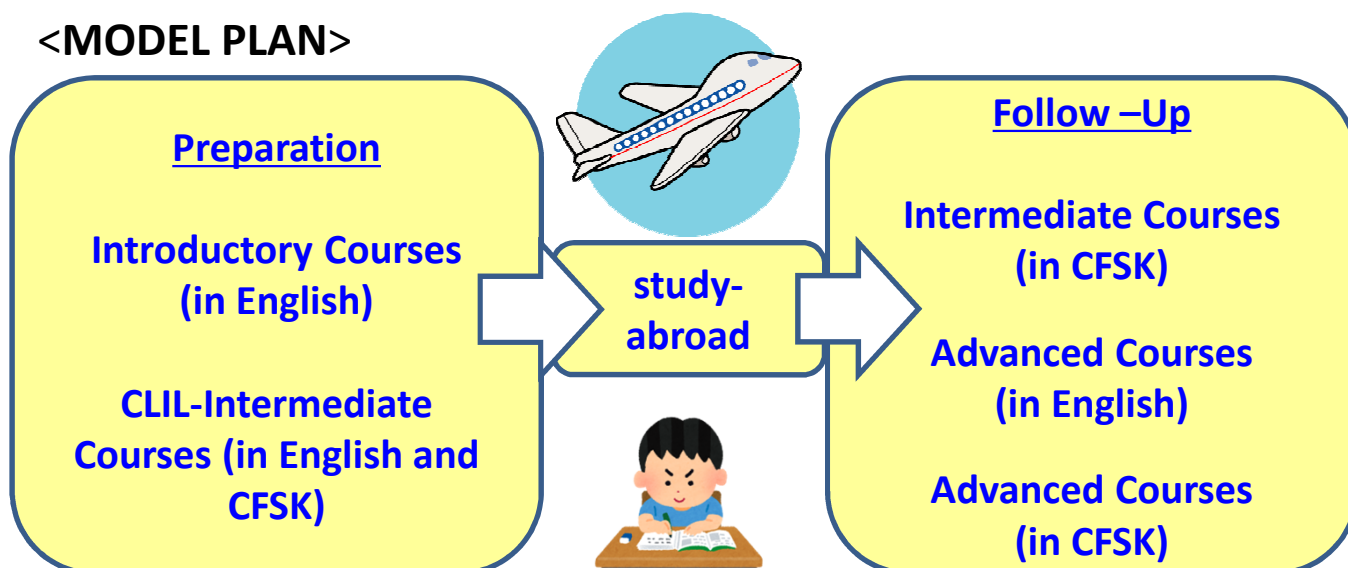 <MODEL PLAN>
Preparation
Introductory Courses
(in English)
CLIL-Intermediate
Courses (in English and
CFSK)
study-
abroad
Follow –Up
Intermediate Courses
(in CFSK)
Advanced Courses
(in English)
Advanced Courses
(in CFSK)